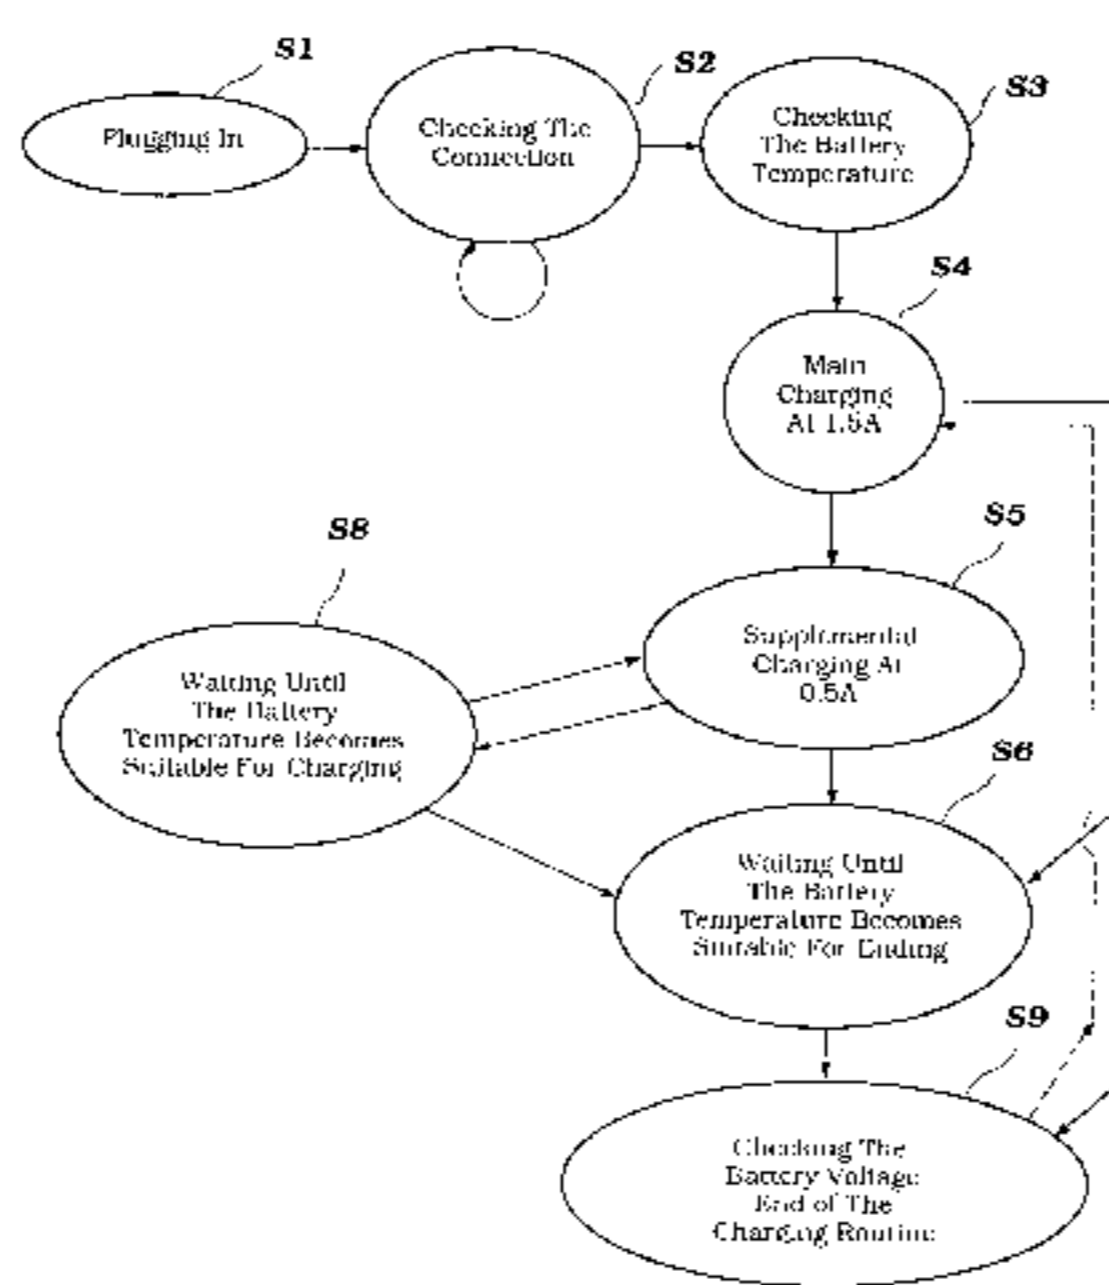 S1
Plugging In
S2
Checking The
Connection
S3
Checking
The Battery
Temperature
S4
Main
Charging
At 1.5A
S5
Supplemental
Charging At
0.5A
S8
Waiting Until
The Battery
Temperature Becomes
Suitable For Charging
S6
Waiting Until
The Battery
Temperature Becomes
Suitable For Ending
S9
Checking The
Battery Voltage
End of The
Charging Routine